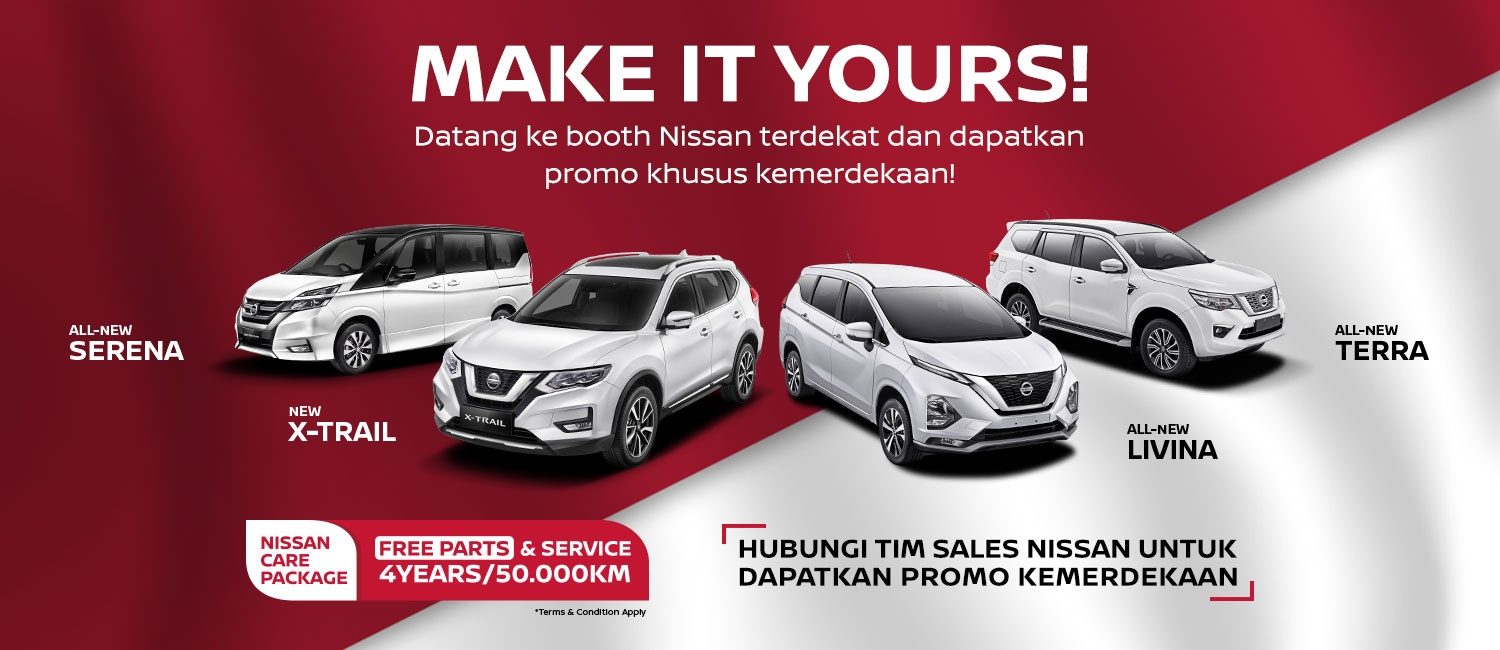 MAKE IT YOURS!
Datang ke booth Nissan terdekat dan dapatkan
promo khusus kemerdekaan!
ALL-NEW
SERENA
NEW
X-TRAIL
X-TRAIL
ALL-NEW
LIVINA
ALL-NEW
TERRA
NISSAN
CARE
PACKAGE
FREE PARTS & SERVICE
4YEARS/50.000KM
*Terms & Condition Apply
HUBUNGI TIM SALES NISSAN UNTUK
DAPATKAN PROMO KEMERDEKAAN